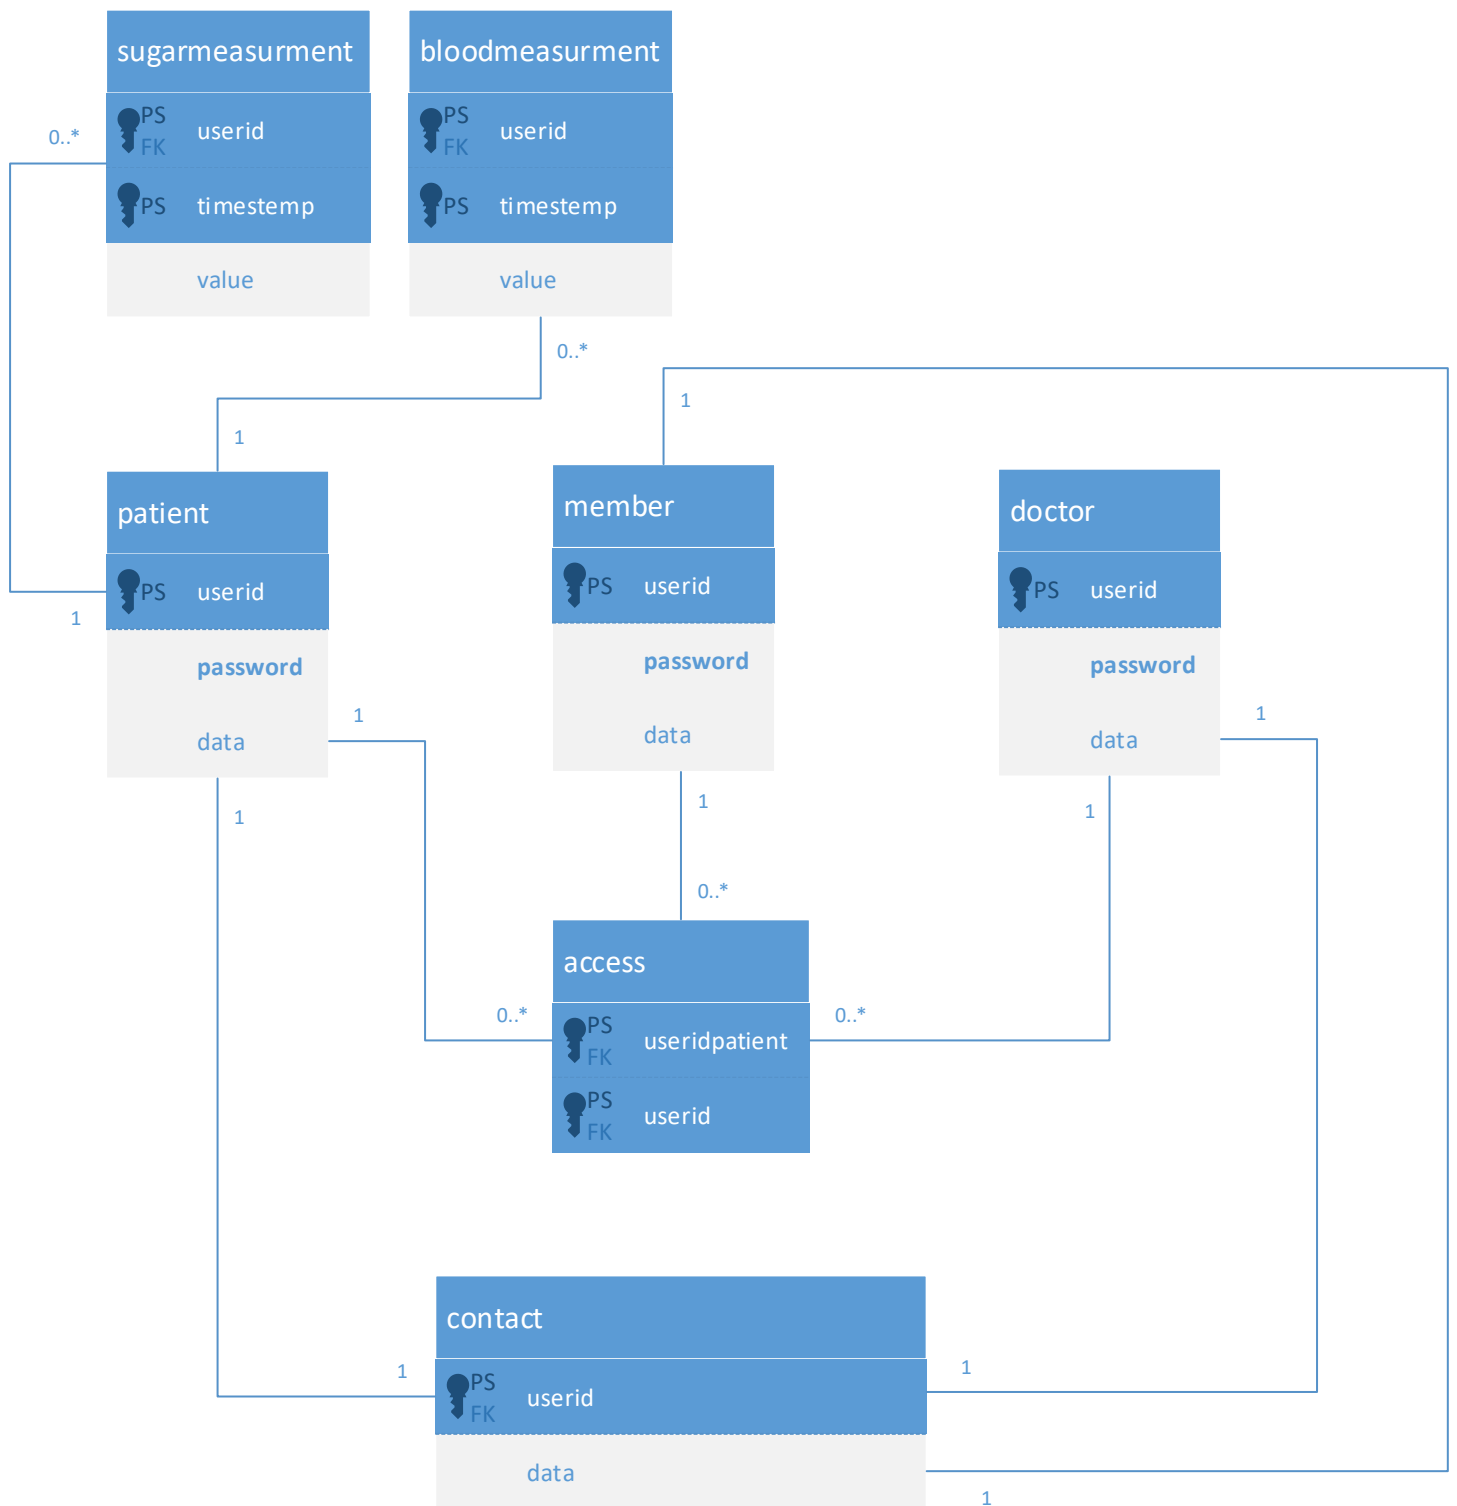 sugarmeasurment
PS
FK
userid
PS
timestemp
value
bloodmeasurment
PS
FK
userid
PS
timestemp
value
0..*
0..*
1
1
1
patient
PS
userid
password
data
member
PS
userid
password
data
doctor
PS
userid
password
data
1
1
1
1
1
0..*
0..*
0..*
access
PS
FK
useridpatient
PS
FK
userid
contact
PS
FK
userid
data
1
1
1